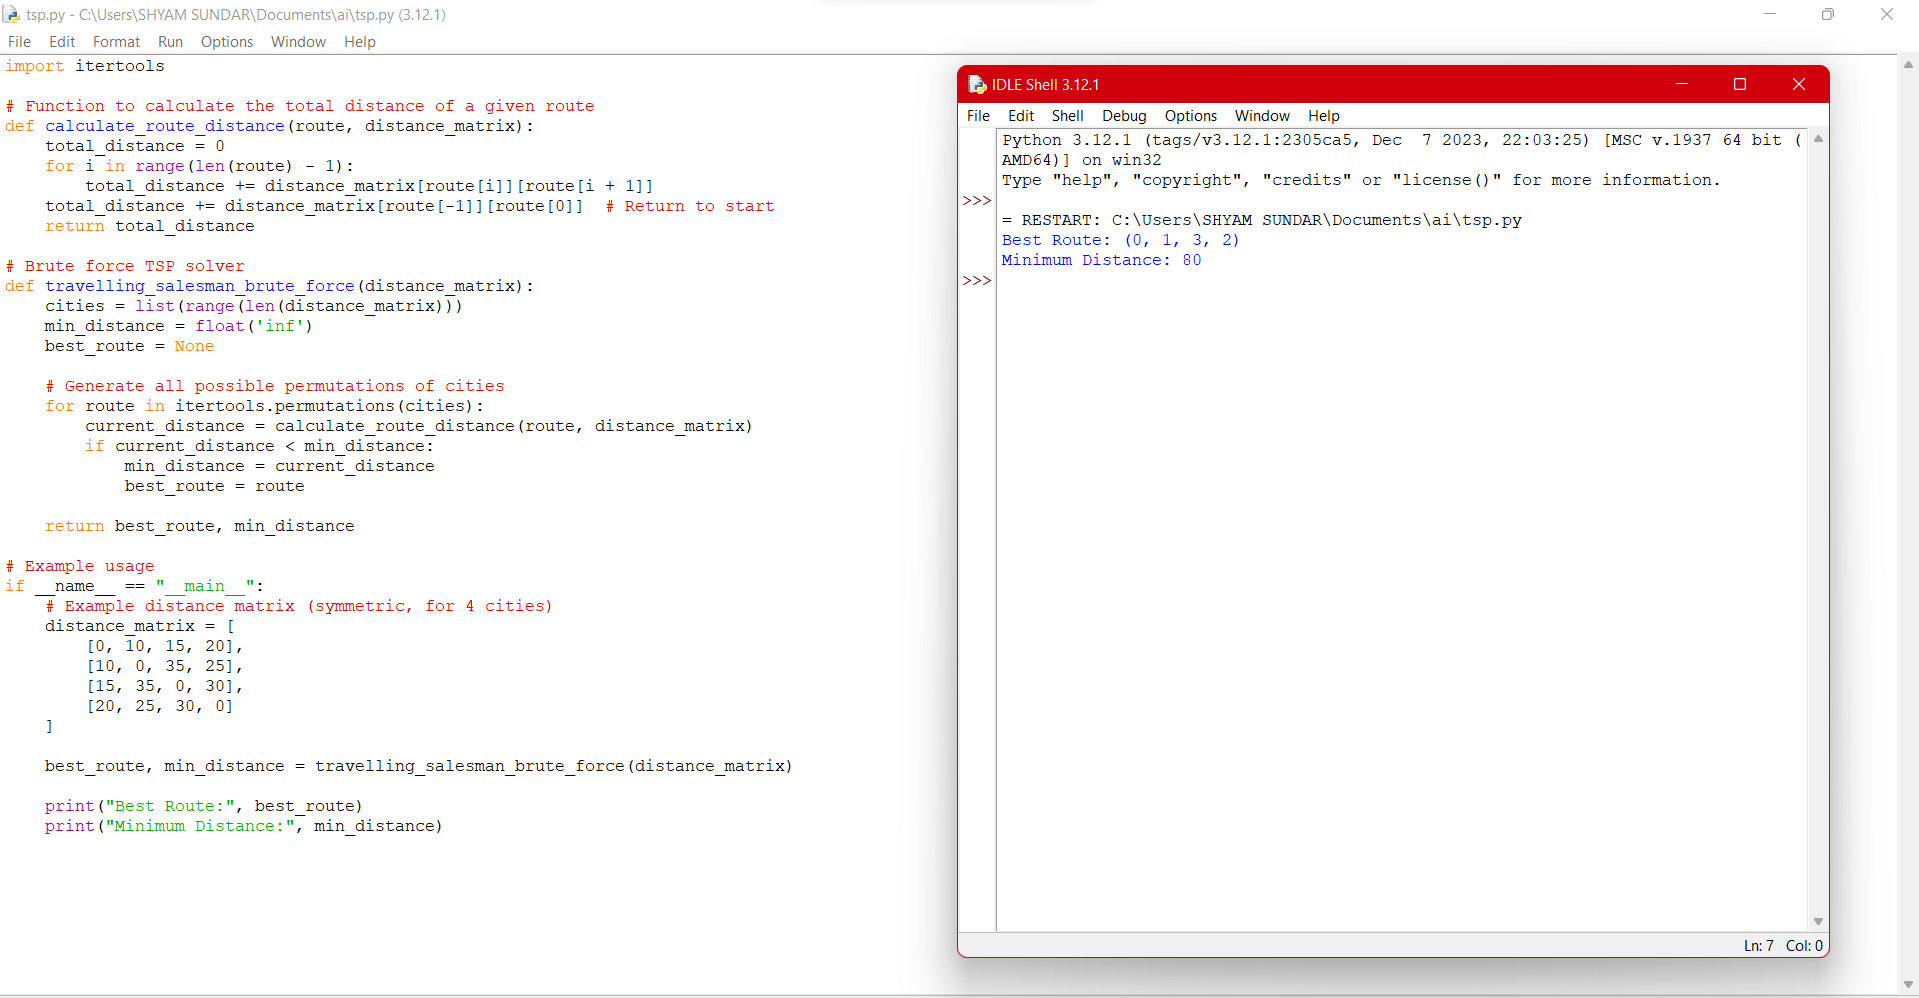 tsp.py - C:\Users\SHYAM SUNDAR\Documents\ai\tsp.py (3.12.1)
File Edit Format Run Options Window Help
import itertools

# Function to calculate the total distance of a given route
def calculate_route_distance(route, distance_matrix):
    total_distance = 0
    for i in range(len(route) - 1):
        total_distance += distance_matrix[route[i]][route[i + 1]]
    total_distance += distance_matrix[route[-1]][route[0]]  # Return to start
    return total_distance

# Brute force TSP solver
def travelling_salesman_brute_force(distance_matrix):
    cities = list(range(len(distance_matrix)))
    min_distance = float('inf')
    best_route = None

    # Generate all possible permutations of cities
    for route in itertools.permutations(cities):
        current_distance = calculate_route_distance(route, distance_matrix)
        if current_distance < min_distance:
            min_distance = current_distance
            best_route = route

    return best_route, min_distance

# Example usage
if __name__ == "__main__":
    # Example distance matrix (symmetric, for 4 cities)
    distance_matrix = [
        [0, 10, 15, 20],
        [10, 0, 35, 25],
        [15, 35, 0, 30],
        [20, 25, 30, 0]
    ]

    best_route, min_distance = travelling_salesman_brute_force(distance_matrix)

    print("Best Route:", best_route)
    print("Minimum Distance:", min_distance)
IDLE Shell 3.12.1
File Edit Shell Debug Options Window Help
Python 3.12.1 (tags/v3.12.1:2305ca5, Dec  7 2023, 22:03:25) [MSC v.1937 64 bit (
AMD64)] on win32
Type "help", "copyright", "credits" or "license()" for more information.
>>>
= RESTART: C:\Users\SHYAM SUNDAR\Documents\ai\tsp.py
Best Route: (0, 1, 3, 2)
Minimum Distance: 80
>>>
Ln: 7 Col: 0